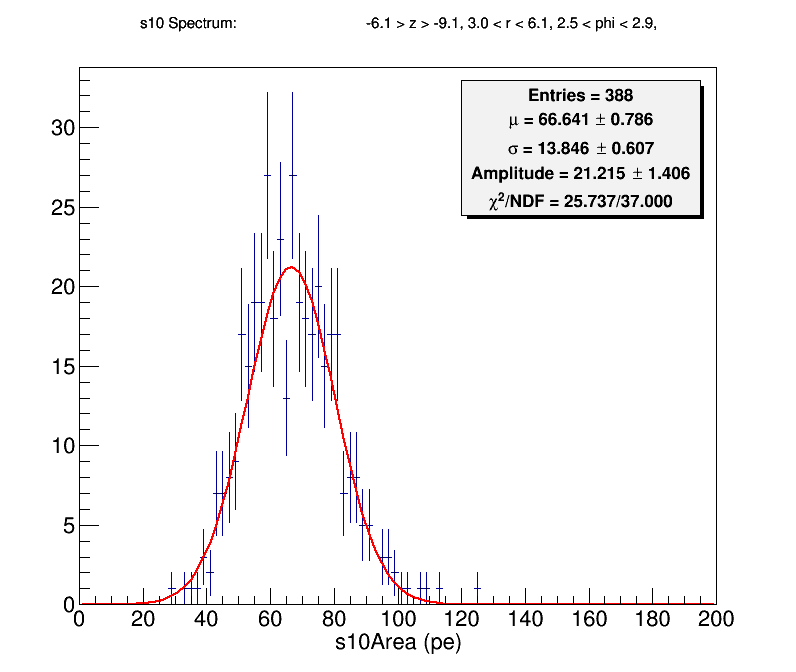 s10 Spectrum: -6.1 > z > -9.1, 3.0 < r < 6.1, 2.5 < phi < 2.9,
Entries = 388
μ = 66.641 ± 0.786
σ = 13.846 ± 0.607
Amplitude = 21.215 ± 1.406
χ²/NDF = 25.737/37.000
30
25
20
15
10
5
0
0 20 40 60 80 100 120 140 160 180 200
s10Area (pe)